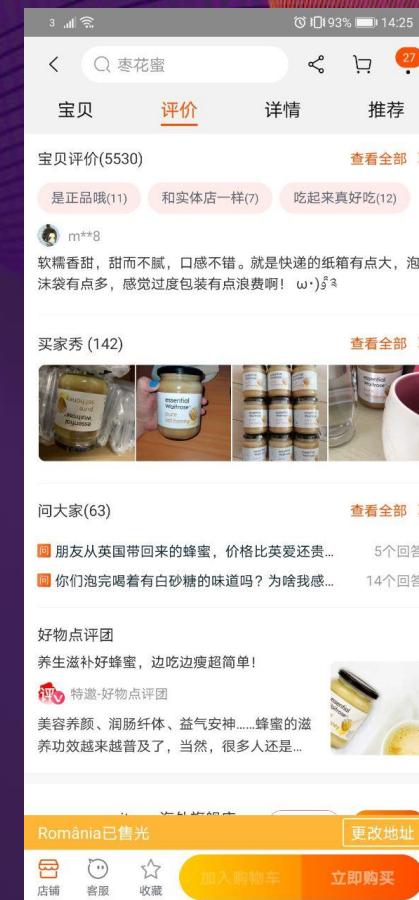 3 93% 14:25
枣花蜜
27
宝贝 评价 详情 推荐
宝贝评价(5530) 查看全部
是正品哦(11) 和实体店一样(7) 吃起来真好吃(12)
m**8
软糯香甜，甜而不腻，口感不错。就是快递的纸箱有点大，泡
沫袋有点多，感觉过度包装有点浪费啊！
买家秀 (142) 查看全部
essential
Waitrose
pure
set honey
essential
Waitrose
pure
set honey
问大家(63) 查看全部
问 朋友从英国带回来的蜂蜜，价格比英爱还贵... 5个回答
问 你们泡完喝着有白砂糖的味道吗？为啥我感... 14个回答
好物点评团
养生滋补好蜂蜜，边吃边瘦超简单！
评 特邀-好物点评团
美容养颜、润肠纤体、益气安神......蜂蜜的滋
养功效越来越普及了，当然，很多人还是...
essential
România已售光 更改地址
店铺 客服 收藏 加入购物车 立即购买